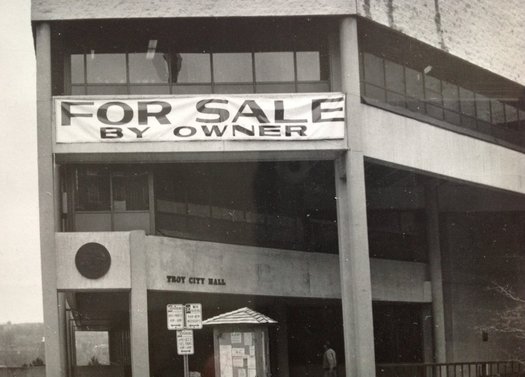 FOR SALE
BY OWNER
TROY CITY HALL